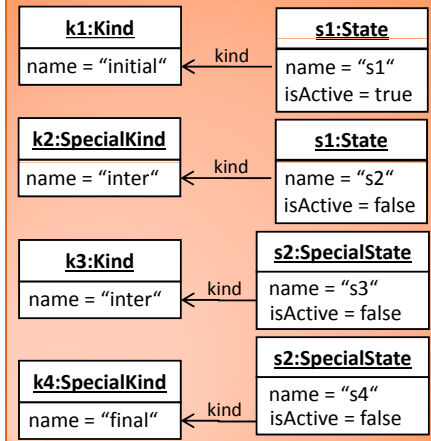 k1:Kind
name = "initial"
kind
s1:State
name = "s1"
isActive = true
k2:SpecialKind
name = "inter"
kind
s1:State
name = "s2"
isActive = false
k3:Kind
name = "inter"
kind
s2:SpecialState
name = "s3"
isActive = false
k4:SpecialKind
name = "final"
kind
s2:SpecialState
name = "s4"
isActive = false